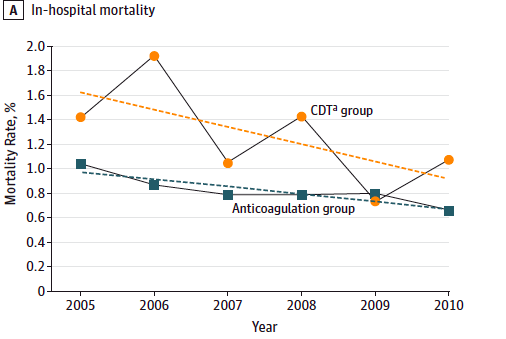 A In-hospital mortality
2.0
1.8
1.6
1.4
1.2
1.0
0.8
0.6
0.4
0.2
0
Mortality Rate, %
CDTª group
Anticoagulation group
2005 2006 2007 2008 2009 2010
Year